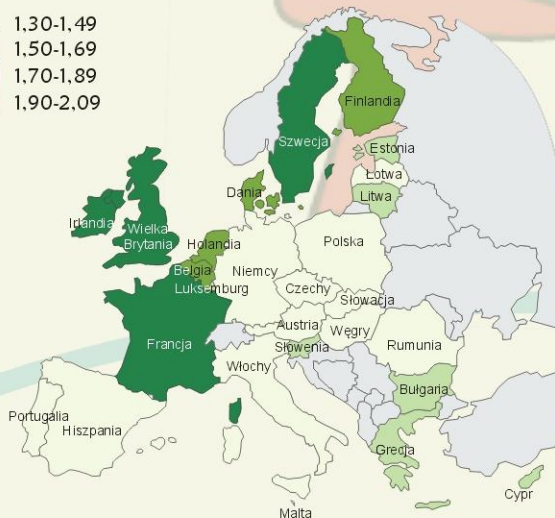 1,30-1,49
1,50-1,69
1,70-1,89
1,90-2,09
Finlandia
Szwecja
Estonia
Łotwa
Litwa
Dania
Irlandia
Wielka
Brytania
Holandia
Polska
Belgia
Niemcy
Luksemburg
Czechy
Słowacja
Austria
Węgry
Francja
Słowenia
Rumunia
Włochy
Bułgaria
Portugalia
Hiszpania
Grecja
Cypr
Malta